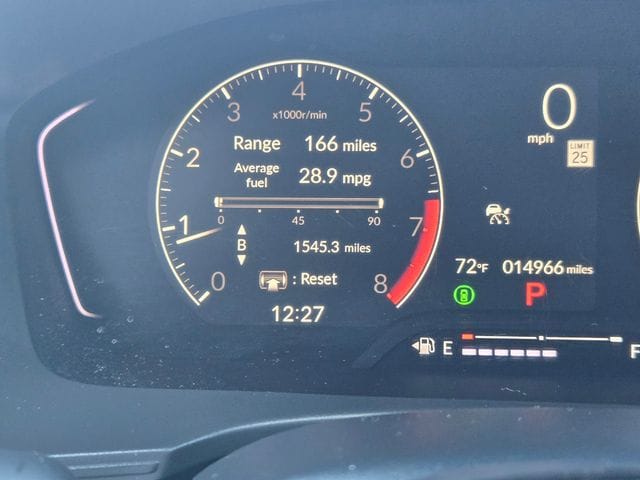 4
3 5
x1000r/min
0
Range 166 miles
mph
LIMIT
25
2 6
Average
fuel 28.9 mpg
0 45 90
1 7
B 1545.3 miles
72°F 014966 miles
0 : Reset 8
P
12:27
E F